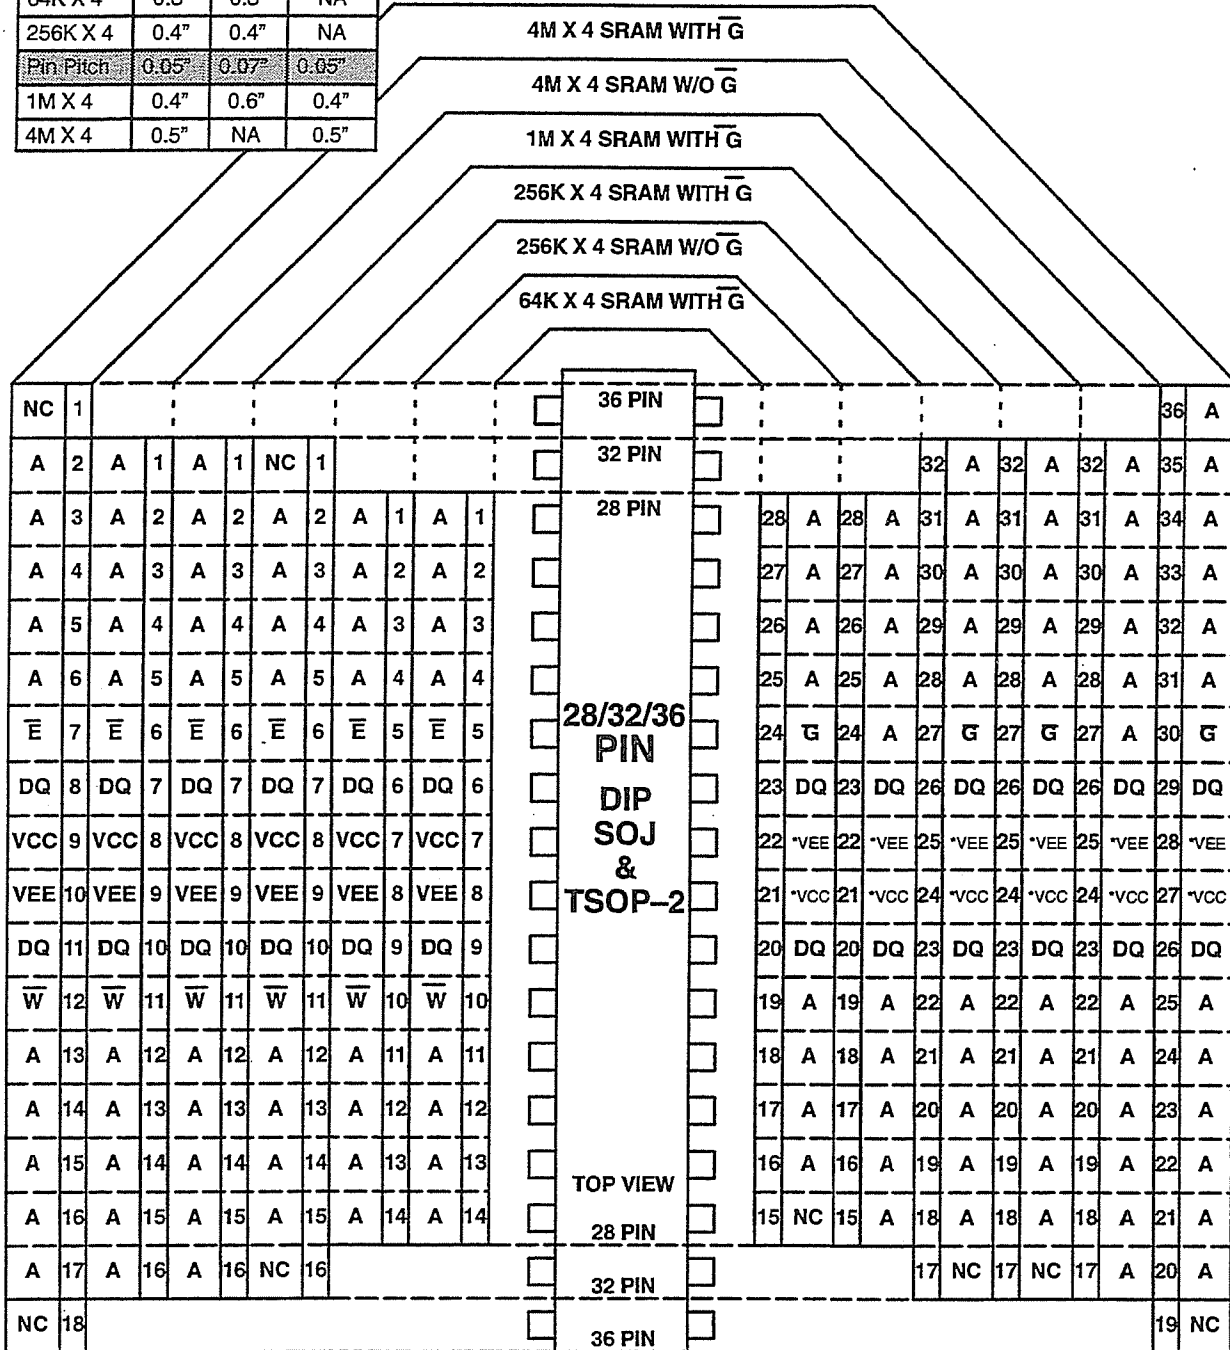 64K X 4 0.3" 0.3" NA
256K X 4 0.4" 0.4" NA
Pin Pitch 0.05" 0.07" 0.05"
1M X 4 0.4" 0.6" 0.4"
4M X 4 0.5" NA 0.5"
4M X 4 SRAM WITH G̅
4M X 4 SRAM W/O G̅
1M X 4 SRAM WITH G̅
256K X 4 SRAM WITH G̅
256K X 4 SRAM W/O G̅
64K X 4 SRAM WITH G̅
NC 1 36 PIN 36 A
A 2 A 1 A 1 NC 1 32 PIN 32 A 32 A 32 A 35 A
A 3 A 2 A 2 A 2 A 1 A 1 28 PIN 28 A 28 A 31 A 31 A 31 A 34 A
A 4 A 3 A 3 A 3 A 2 A 2 27 A 27 A 30 A 30 A 30 A 33 A
A 5 A 4 A 4 A 4 A 3 A 3 26 A 26 A 29 A 29 A 29 A 32 A
A 6 A 5 A 5 A 5 A 4 A 4 25 A 25 A 28 A 28 A 28 A 31 A
E̅ 7 E̅ 6 E̅ 6 E̅ 6 E̅ 5 E̅ 5 24 G̅ 24 A 27 G̅ 27 G̅ 27 A 30 G̅
DQ 8 DQ 7 DQ 7 DQ 7 DQ 6 DQ 6 23 DQ 23 DQ 26 DQ 26 DQ 26 DQ 29 DQ
VCC 9 VCC 8 VCC 8 VCC 8 VCC 7 VCC 7 22 *VEE 22 *VEE 25 *VEE 25 *VEE 25 *VEE 28 *VEE
VEE 10 VEE 9 VEE 9 VEE 9 VEE 8 VEE 8 21 *VCC 21 *VCC 24 *VCC 24 *VCC 24 *VCC 27 *VCC
DQ 11 DQ 10 DQ 10 DQ 10 DQ 9 DQ 9 20 DQ 20 DQ 23 DQ 23 DQ 23 DQ 26 DQ
W̅ 12 W̅ 11 W̅ 11 W̅ 11 W̅ 10 W̅ 10 19 A 19 A 22 A 22 A 22 A 25 A
A 13 A 12 A 12 A 12 A 11 A 11 18 A 18 A 21 A 21 A 21 A 24 A
A 14 A 13 A 13 A 13 A 12 A 12 17 A 17 A 20 A 20 A 20 A 23 A
A 15 A 14 A 14 A 14 A 13 A 13 16 A 16 A 19 A 19 A 19 A 22 A
A 16 A 15 A 15 A 15 A 14 A 14 15 NC 15 A 18 A 18 A 18 A 21 A
A 17 A 16 A 16 NC 16 17 NC 17 NC 17 A 20 A
NC 18 19 NC
28/32/36
PIN
DIP
SOJ
&
TSOP–2
TOP VIEW
28 PIN
32 PIN
36 PIN